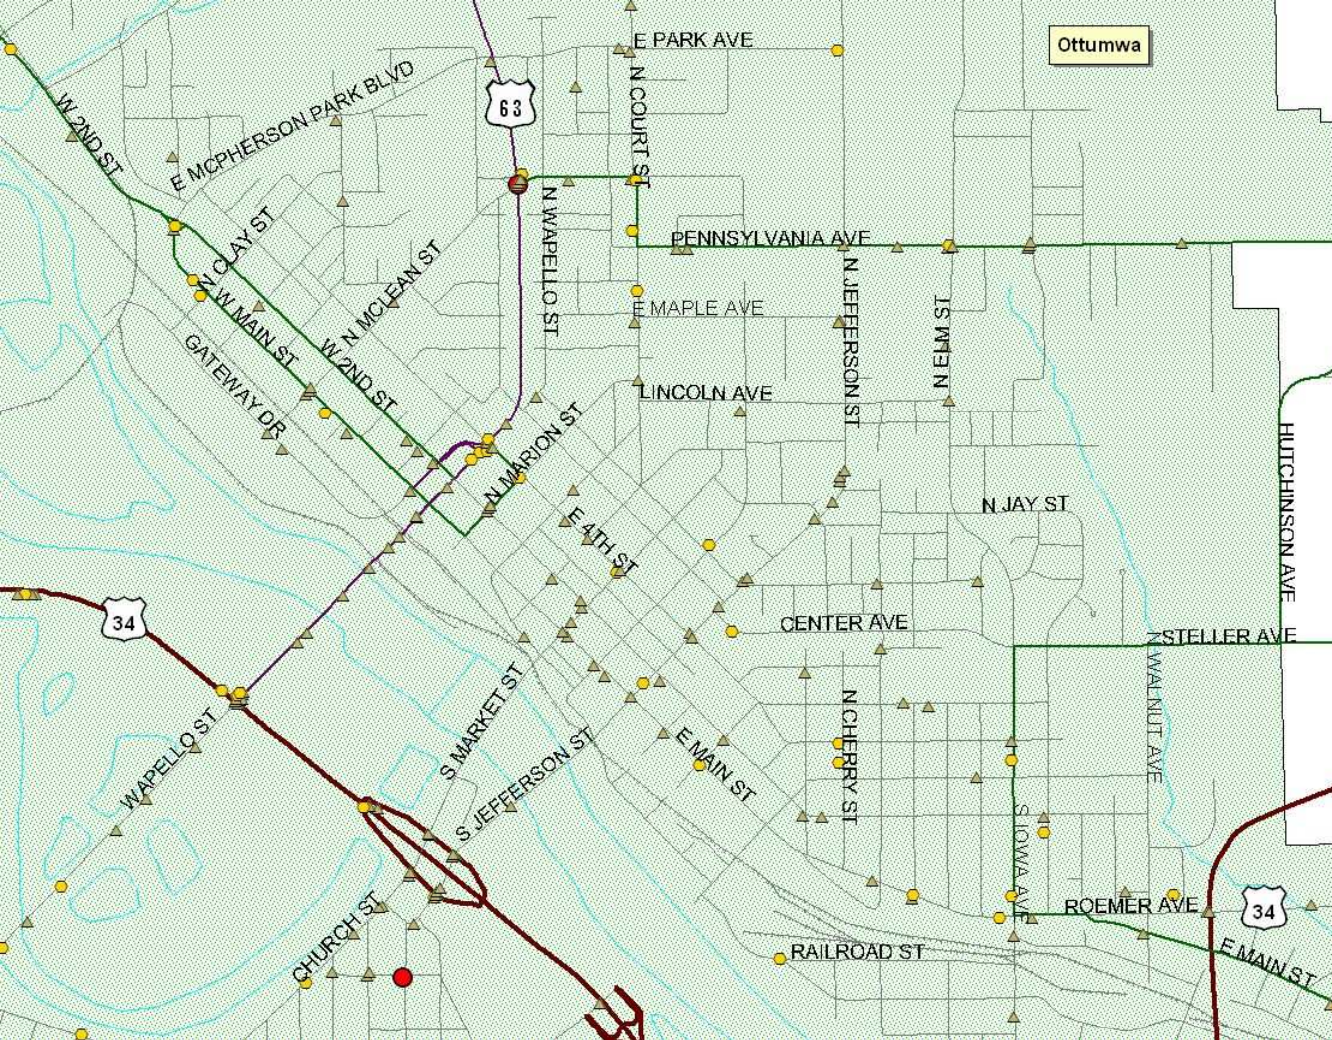 E PARK AVE
Ottumwa
E MCPHERSON PARK BLVD
63
N COURT ST
W 2ND ST
N WAPELLO ST
N CLAY ST
PENNSYLVANIA AVE
N MCLEAN ST
N JEFFERSON ST
E MAPLE AVE
N ELM ST
W MAIN ST
GATEWAY DR
W 2ND ST
LINCOLN AVE
N MARION ST
HUTCHINSON AVE
N JAY ST
E 4TH ST
34
CENTER AVE
STELLER AVE
N WALNUT AVE
S MARKET ST
N CHERRY ST
WAPELLO ST
S JEFFERSON ST
E MAIN ST
S IOWA AVE
ROEMER AVE
34
CHURCH ST
RAILROAD ST
E MAIN ST